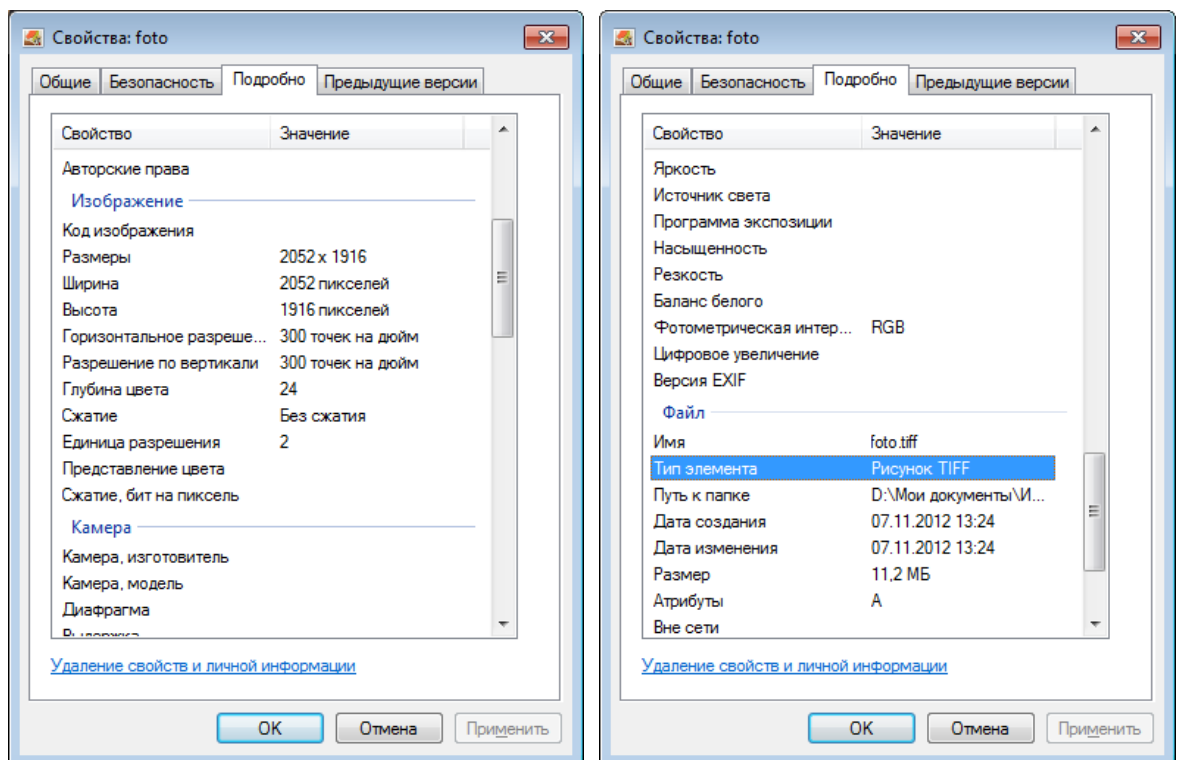 Свойства: foto
Общие Безопасность Подробно Предыдущие версии
Свойство Значение
Авторские права
Изображение
Код изображения
Размеры 2052 x 1916
Ширина 2052 пикселей
Высота 1916 пикселей
Горизонтальное разреше... 300 точек на дюйм
Разрешение по вертикали 300 точек на дюйм
Глубина цвета 24
Сжатие Без сжатия
Единица разрешения 2
Представление цвета
Сжатие, бит на пиксель
Камера
Камера, изготовитель
Камера, модель
Диафрагма
Удаление свойств и личной информации
OK Отмена Применить
Свойства: foto
Общие Безопасность Подробно Предыдущие версии
Свойство Значение
Яркость
Источник света
Программа экспозиции
Насыщенность
Резкость
Баланс белого
Фотометрическая интер... RGB
Цифровое увеличение
Версия EXIF
Файл
Имя foto.tiff
Тип элемента Рисунок TIFF
Путь к папке D:\Мои документы\И...
Дата создания 07.11.2012 13:24
Дата изменения 07.11.2012 13:24
Размер 11,2 МБ
Атрибуты A
Вне сети
Удаление свойств и личной информации
OK Отмена Применить